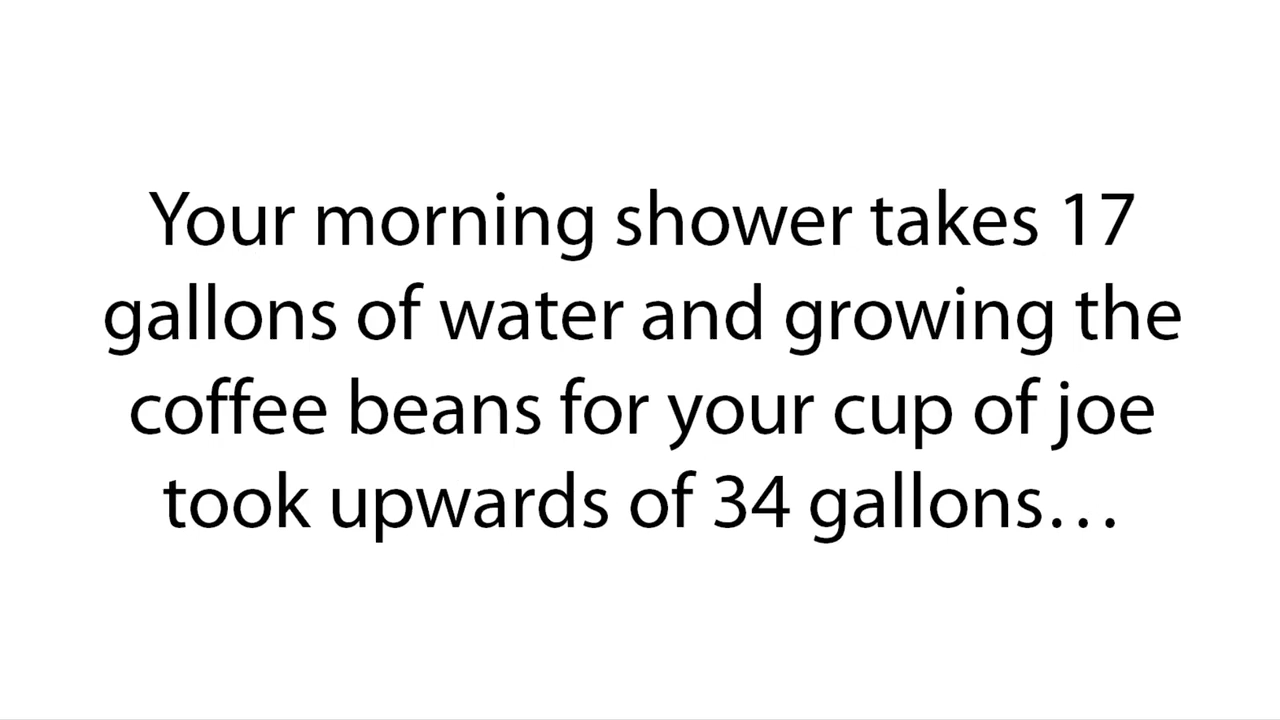 Your morning shower takes 17
gallons of water and growing the
coffee beans for your cup of joe
took upwards of 34 gallons…